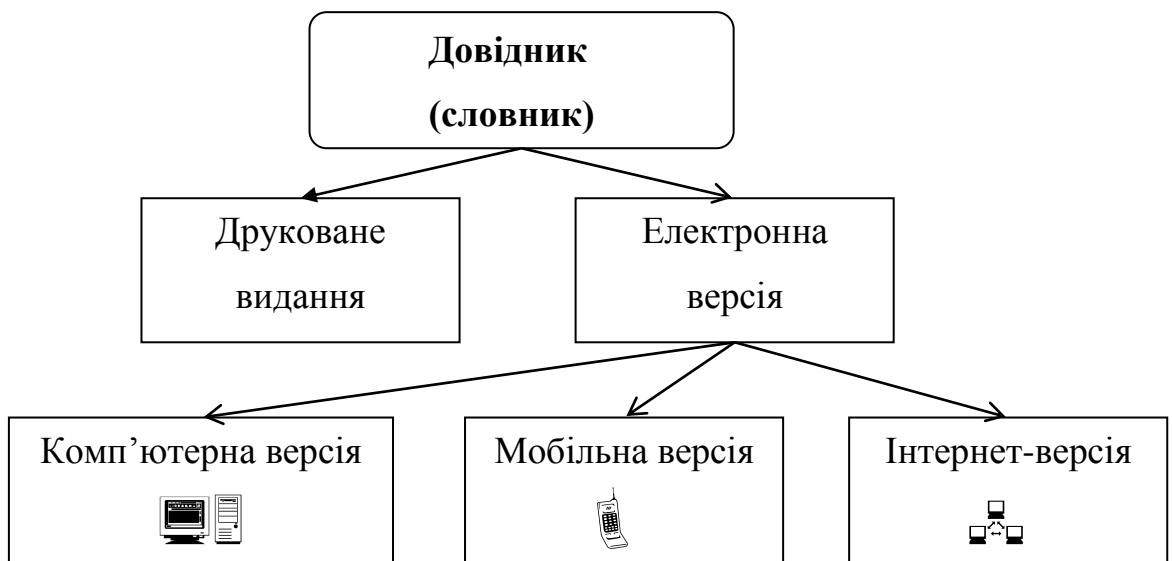 Довідник
(словник)
Друковане
видання
Електронна
версія
Комп’ютерна версія
Мобільна версія
Інтернет-версія